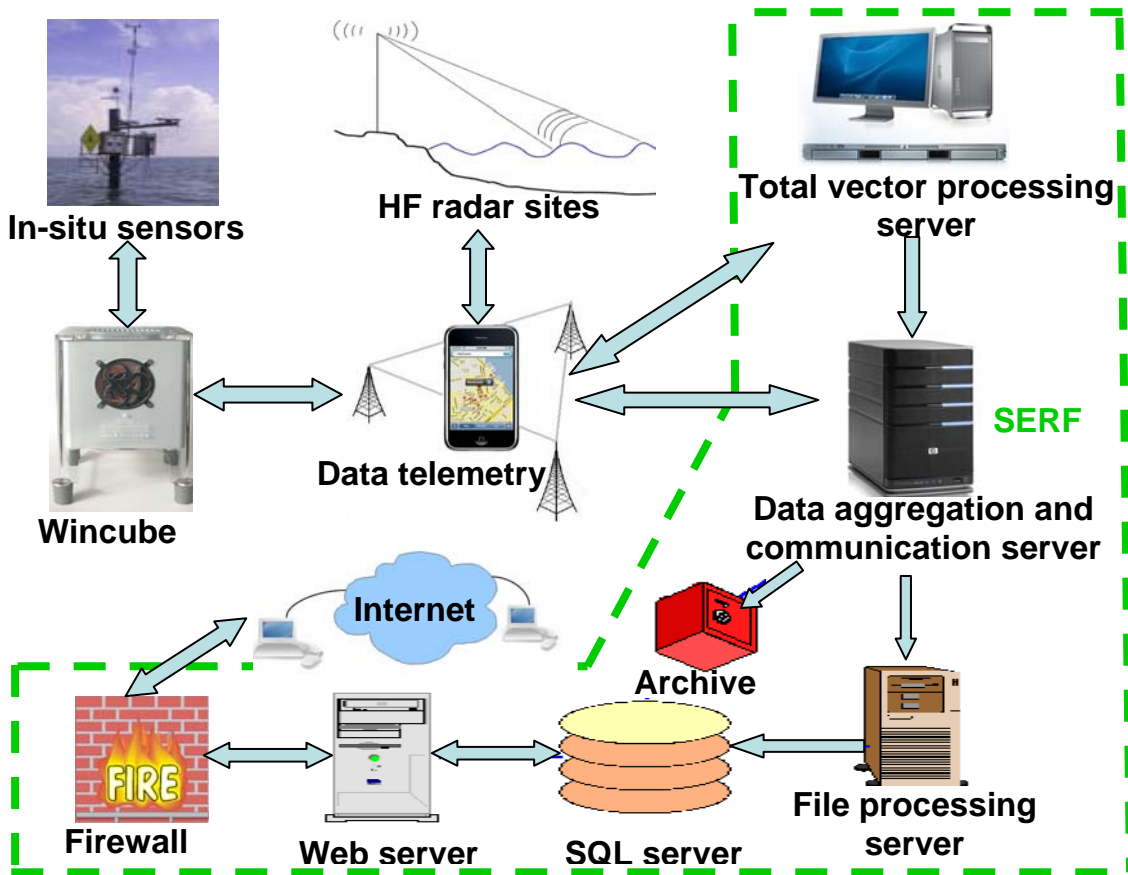 In-situ sensors
HF radar sites
Total vector processing
server
Wincube
Data telemetry
SERF
Data aggregation and
communication server
Internet
Archive
FIRE
Firewall
Web server
SQL server
File processing
server